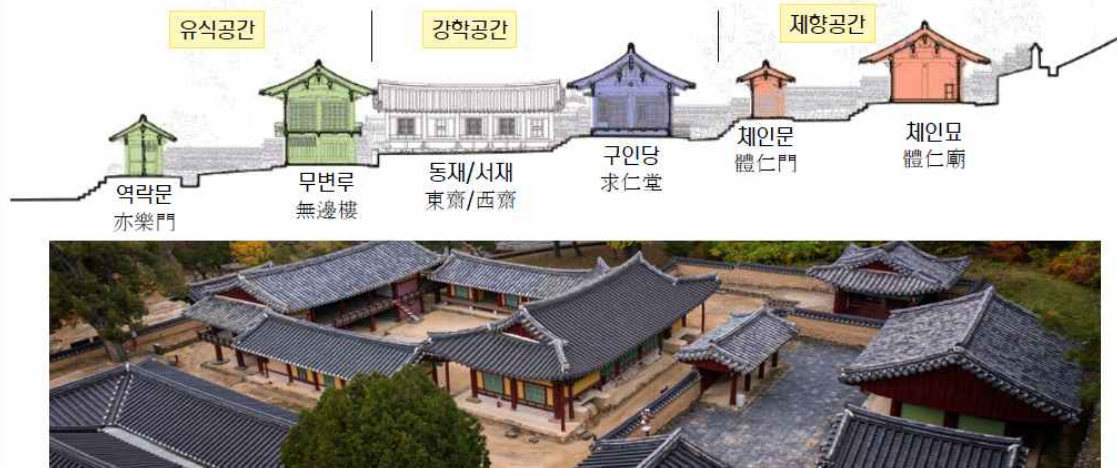 유식공간
강학공간
제향공간
역락문
亦樂門
무변루
無邊樓
동재/서재
東齋/西齋
구인당
求仁堂
체인문
體仁門
체인묘
體仁廟